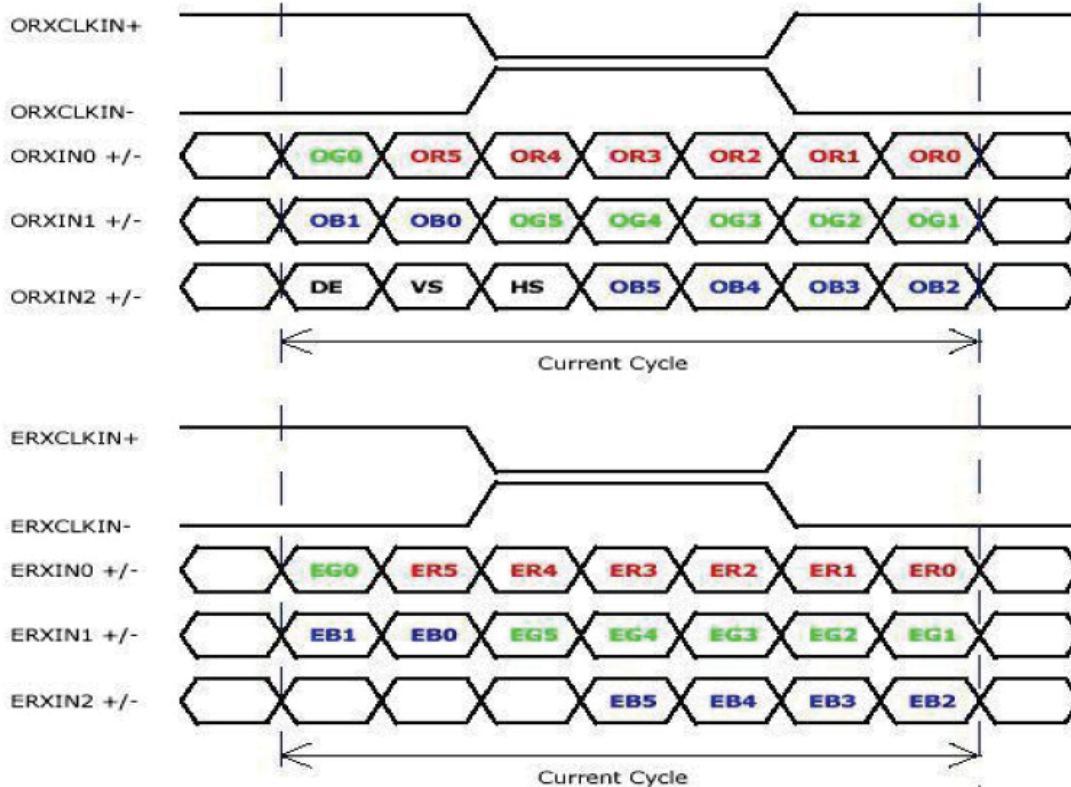 ORXCLKIN+
ORXCLKIN-
ORXIN0 +/- OG0 OR5 OR4 OR3 OR2 OR1 OR0
ORXIN1 +/- OB1 OB0 OG5 OG4 OG3 OG2 OG1
ORXIN2 +/- DE VS HS OB5 OB4 OB3 OB2
Current Cycle
ERXCLKIN+
ERXCLKIN-
ERXIN0 +/- EG0 ER5 ER4 ER3 ER2 ER1 ER0
ERXIN1 +/- EB1 EB0 EG5 EG4 EG3 EG2 EG1
ERXIN2 +/- EB5 EB4 EB3 EB2
Current Cycle